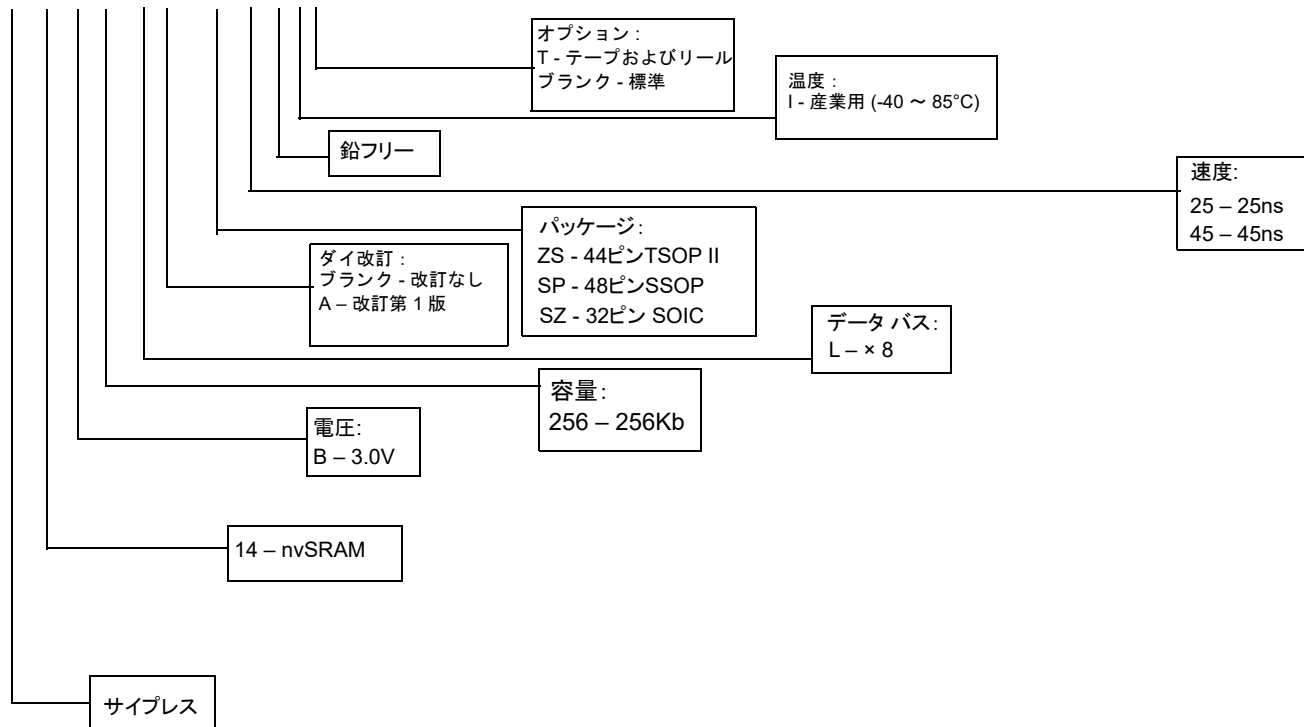 オプション :
T - テープおよびリール
ブランク - 標準
温度 :
I - 産業用 (-40 ～ 85°C)
鉛フリー
速度:
25 – 25ns
45 – 45ns
パッケージ:
ZS - 44ピンTSOP II
SP - 48ピンSSOP
SZ - 32ピン SOIC
ダイ改訂 :
ブランク - 改訂なし
A – 改訂第 1 版
データ バス:
L – × 8
容量:
256 – 256Kb
電圧:
B – 3.0V
14 – nvSRAM
サイプレス